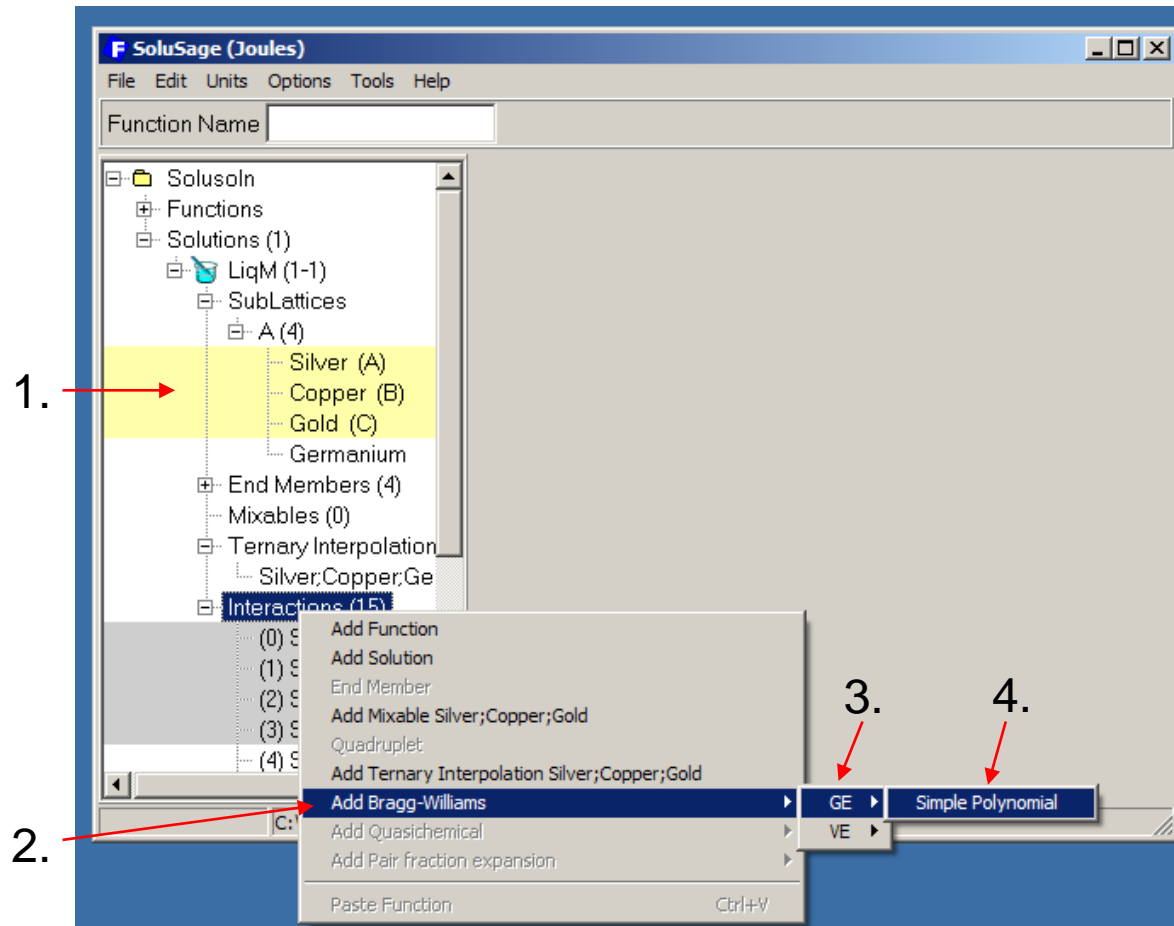 F SoluSage (Joules)
File Edit Units Options Tools Help
Function Name
Solusoln
Functions
Solutions (1)
LiqM (1-1)
SubLattices
A (4)
Silver (A)
1.
Copper (B)
Gold (C)
Germanium
End Members (4)
Mixables (0)
Ternary Interpolation
Silver;Copper;Ge
Interactions (15)
(0) S
(1) S
(2) S
(3) S
(4) S
Add Function
Add Solution
End Member
Add Mixable Silver;Copper;Gold
Quadruplet
Add Ternary Interpolation Silver;Copper;Gold
Add Bragg-Williams
Add Quasichemical
Add Pair fraction expansion
Paste Function Ctrl+V
3.
4.
GE
VE
Simple Polynomial
2.
C:\